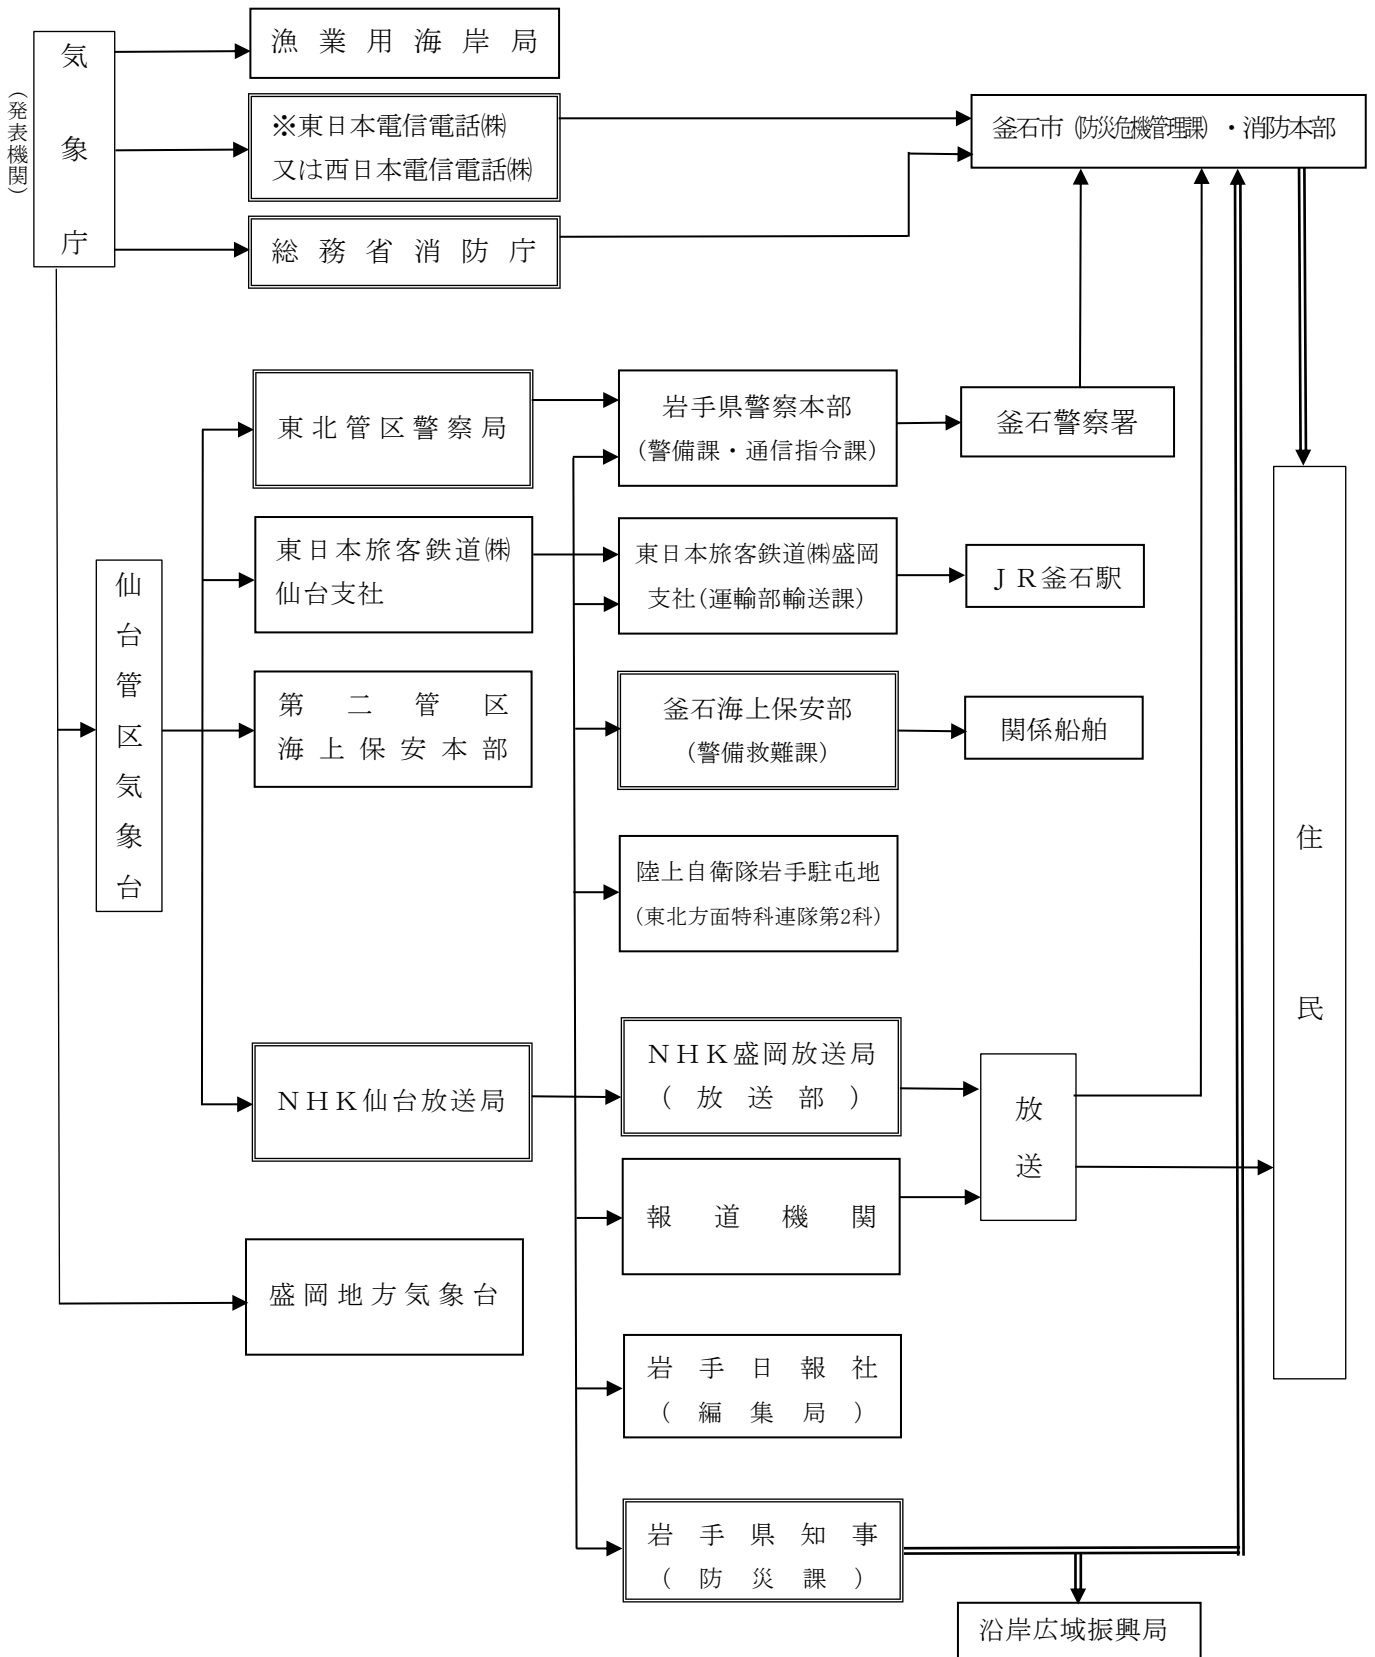 気象庁
（発表機関）
漁業用海岸局
※東日本電信電話㈱
又は西日本電信電話㈱
総務省消防庁
釜石市（防災危機管理課）・消防本部
仙台管区気象台
東北管区警察局
東日本旅客鉄道㈱
仙台支社
第二管区
海上保安本部
NHK仙台放送局
盛岡地方気象台
岩手県警察本部
(警備課・通信指令課)
東日本旅客鉄道㈱盛岡
支社(運輸部輸送課)
釜石海上保安部
(警備救難課)
陸上自衛隊岩手駐屯地
(東北方面特科連隊第2科)
NHK盛岡放送局
(放送部)
報道機関
岩手日報社
(編集局)
岩手県知事
(防災課)
釜石警察署
JR釜石駅
関係船舶
放送
沿岸広域振興局
住民